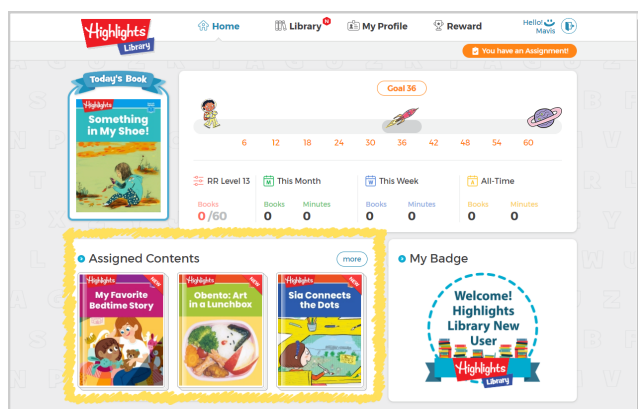 Highlights
Library
Home
Library
N
My Profile
Reward
Hello!
Mavis
You have an Assignment!
Today's Book
Highlights
Something
in My Shoe!
Goal 36
6 12 18 24 30 36 42 48 54 60
RR Level 13
Books
0 /60
M This Month
Books Minutes
0 0
W This Week
Books Minutes
0 0
A All-Time
Books Minutes
0 0
Assigned Contents
more
Highlights
NEW
My Favorite
Bedtime Story
Highlights
NEW
Obento: Art
in a Lunchbox
Highlights
NEW
Sia Connects
the Dots
My Badge
Welcome!
Highlights
Library New
User
Highlights
Library